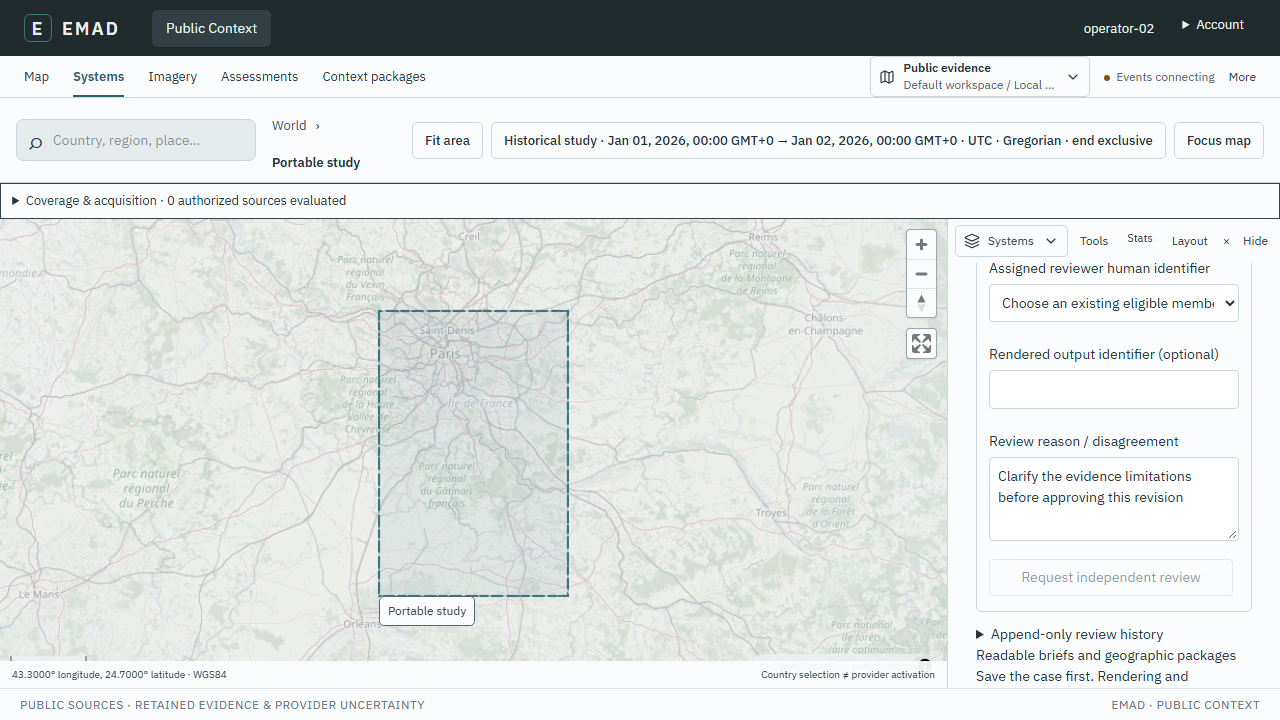 E EMAD
Public Context
operator-02
Account
Map
Systems
Imagery
Assessments
Context packages
Public evidence
Default workspace / Local ...
Events connecting
More
Country, region, place...
World ›
Portable study
Fit area
Historical study · Jan 01, 2026, 00:00 GMT+0 → Jan 02, 2026, 00:00 GMT+0 · UTC · Gregorian · end exclusive
Focus map
Coverage & acquisition · 0 authorized sources evaluated
Systems
Tools
Stats
Layout
×
Hide
Creil
Reims
Parc naturel
régional
du Vexin
Français
Parc naturel
régional
de la Montagne
de Reims
Châlons-
en-Champagne
Saint-Denis
Paris
Île-de-France
Parc naturel
régional
de la Haute
Vallée de
Chevreuse
Parc naturel
régional
du Perche
Parc naturel
régional
du Gâtinais
français
Parc naturel
régional
de la Forêt
d'Orient
Troyes
Le Mans
Orléans
Portable study
Parc national
de forêts
43.3000° longitude, 24.7000° latitude · WGS84
Country selection ≠ provider activation
Assigned reviewer human identifier
Choose an existing eligible membe
Rendered output identifier (optional)
Review reason / disagreement
Clarify the evidence limitations
before approving this revision
Request independent review
Append-only review history
Readable briefs and geographic packages
Save the case first. Rendering and
PUBLIC SOURCES · RETAINED EVIDENCE & PROVIDER UNCERTAINTY
EMAD · PUBLIC CONTEXT